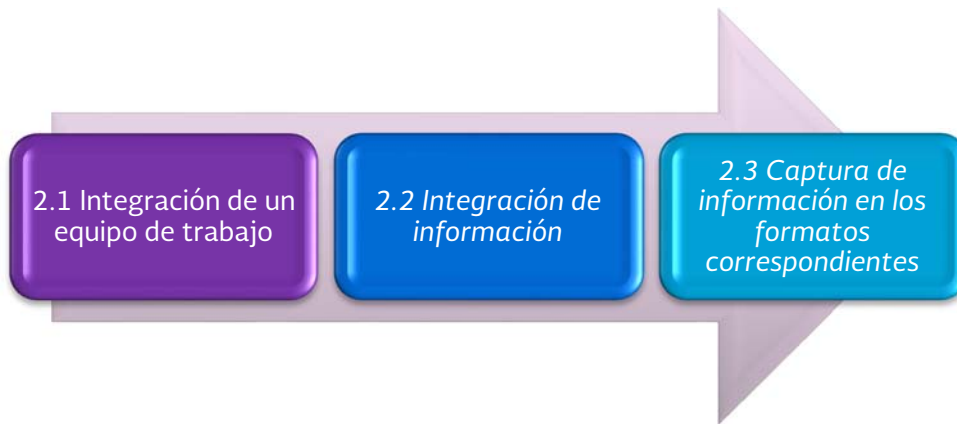 2.1 Integración de un
equipo de trabajo
2.2 Integración de
información
2.3 Captura de
información en los
formatos
correspondientes